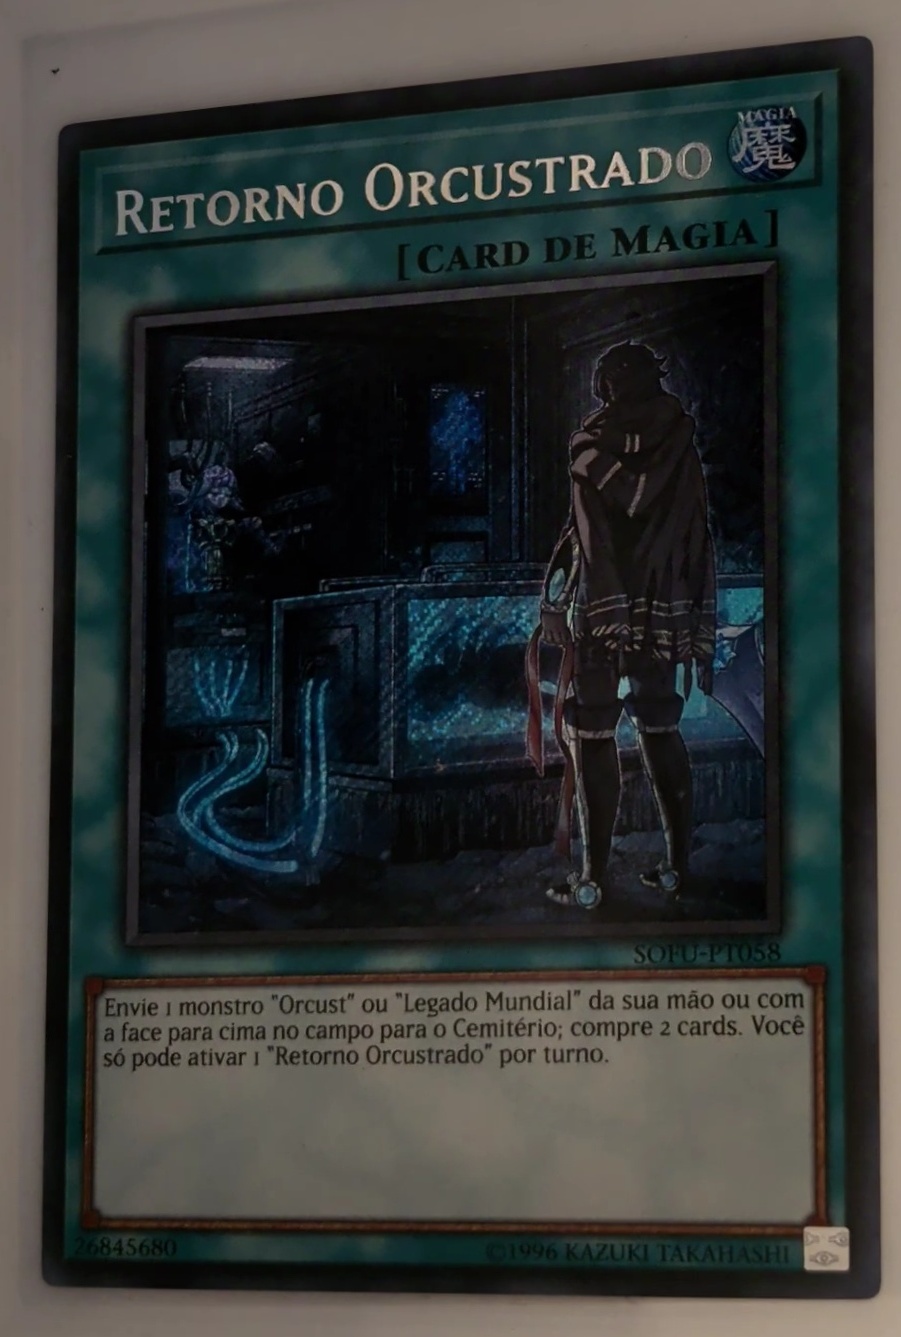 MAGIA
魔
RETORNO ORCUSTRADO
[CARD DE MAGIA]
SOFU-PT058
Envie 1 monstro "Orcust" ou "Legado Mundial" da sua mão ou com
a face para cima no campo para o Cemitério; compre 2 cards. Você
só pode ativar 1 "Retorno Orcustrado" por turno.
26845680
©1996 KAZUKI TAKAHASHI